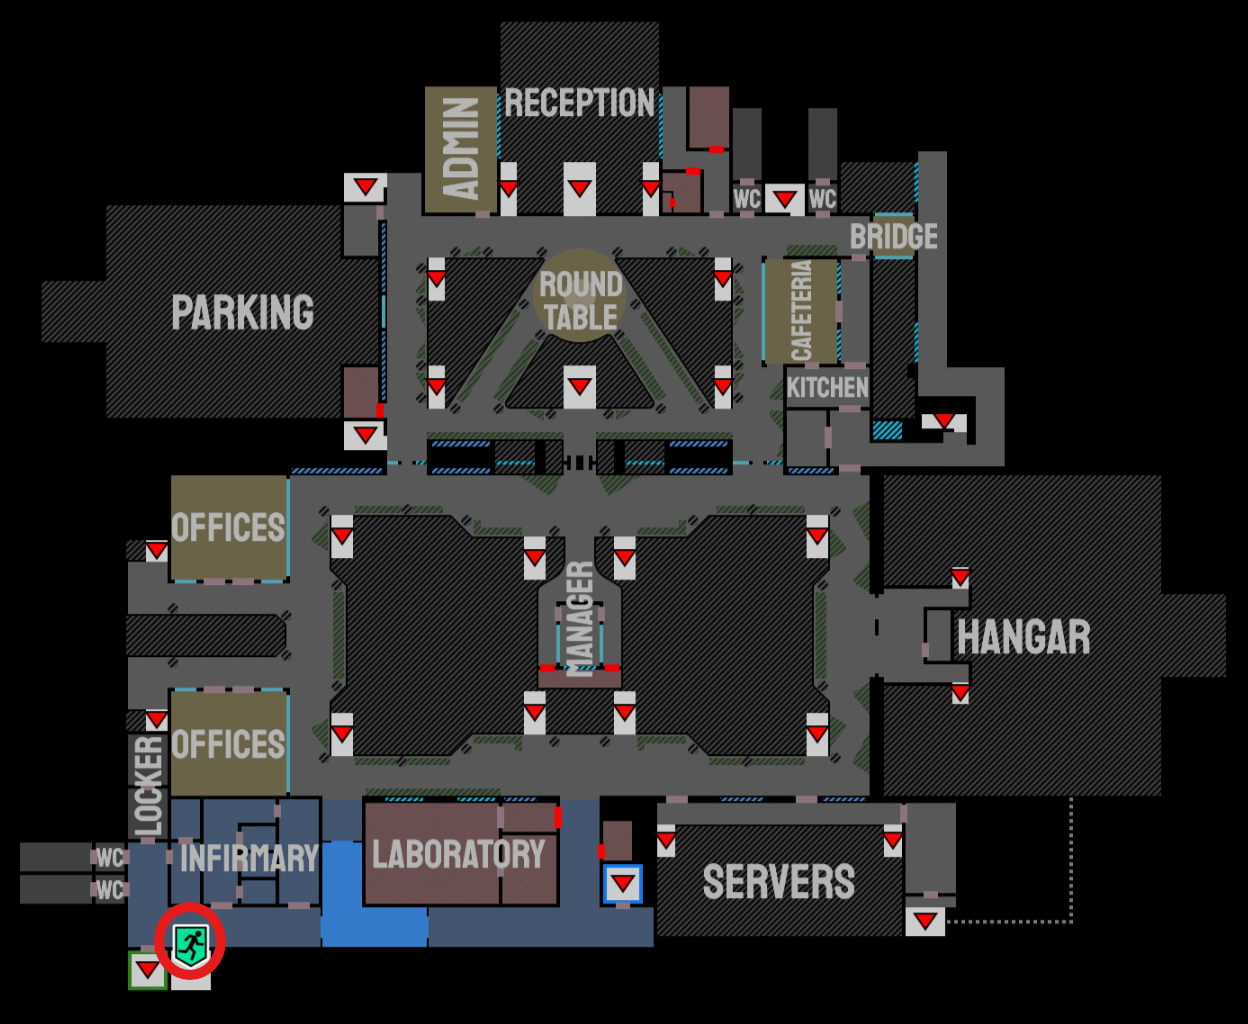 RECEPTION
ADMIN
WC
WC
BRIDGE
ROUND
TABLE
CAFETERIA
PARKING
KITCHEN
OFFICES
MANAGER
HANGAR
OFFICES
LOCKER
WC
INFIRMARY
LABORATORY
SERVERS
WC